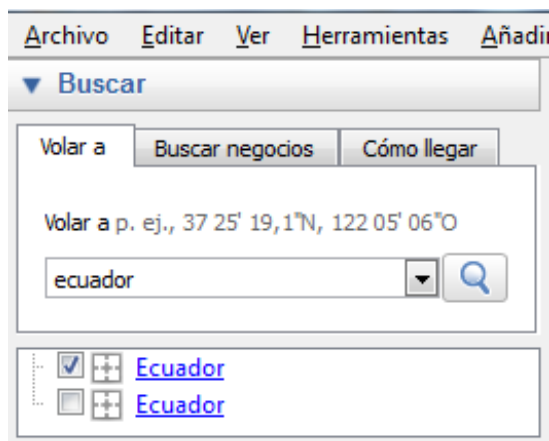 Archivo Editar Ver Herramientas Añadir
Buscar
Volar a Buscar negocios Cómo llegar
Volar a p. ej., 37 25' 19,1"N, 122 05' 06"O
ecuador
Ecuador
Ecuador